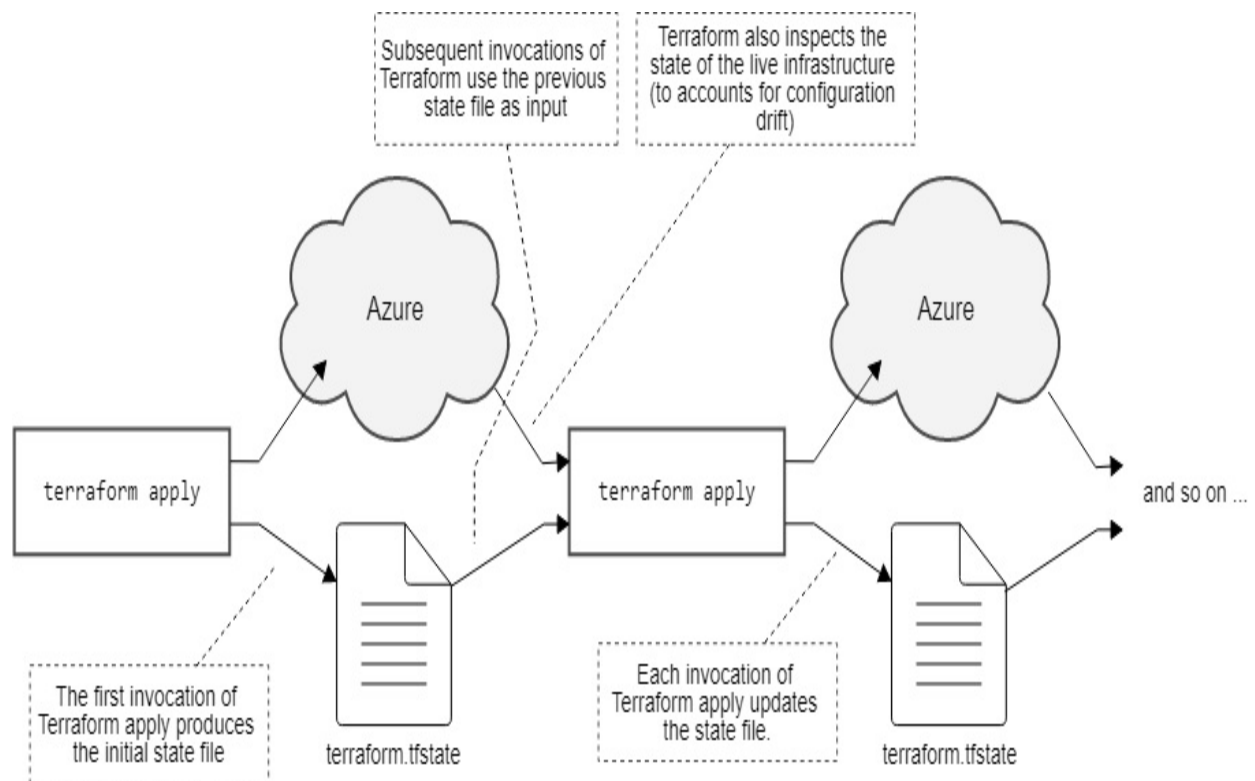 Subsequent invocations of
Terraform use the previous
state file as input
Terraform also inspects the
state of the live infrastructure
(to accounts for configuration
drift)
Azure
Azure
terraform apply
terraform apply
and so on ...
The first invocation of
Terraform apply produces
the initial state file
terraform.tfstate
Each invocation of
Terraform apply updates
the state file.
terraform.tfstate